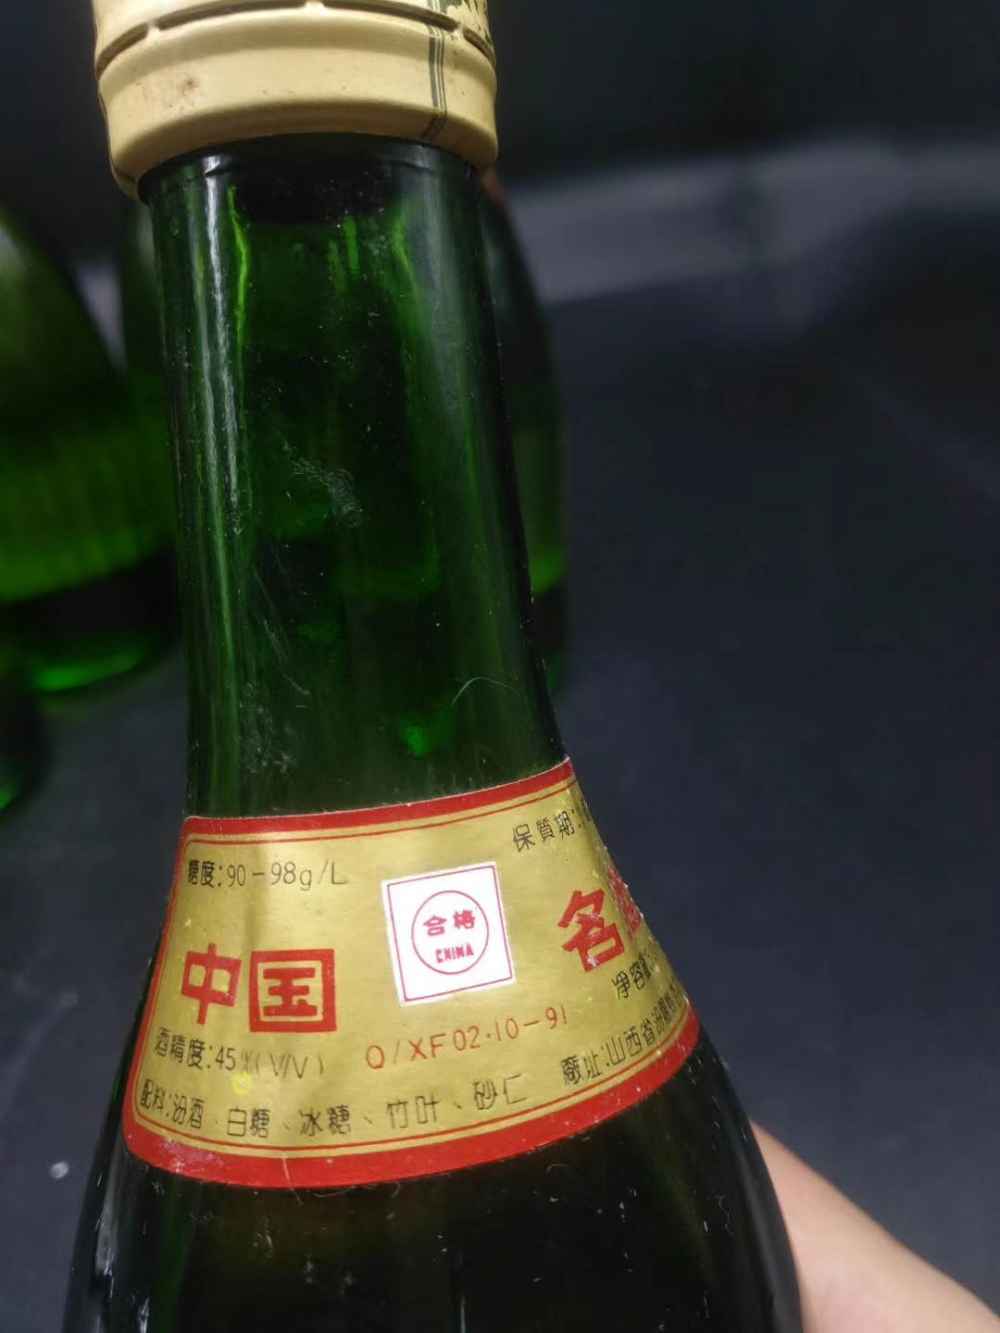 糖度:90-98g/L
保質期:
合格
CHINA
中国
名
净容量
酒精度:45%(V/V)
Q/XF02·10-91
配料:汾酒、白糖、冰糖、竹叶、砂仁
廠址:山西省